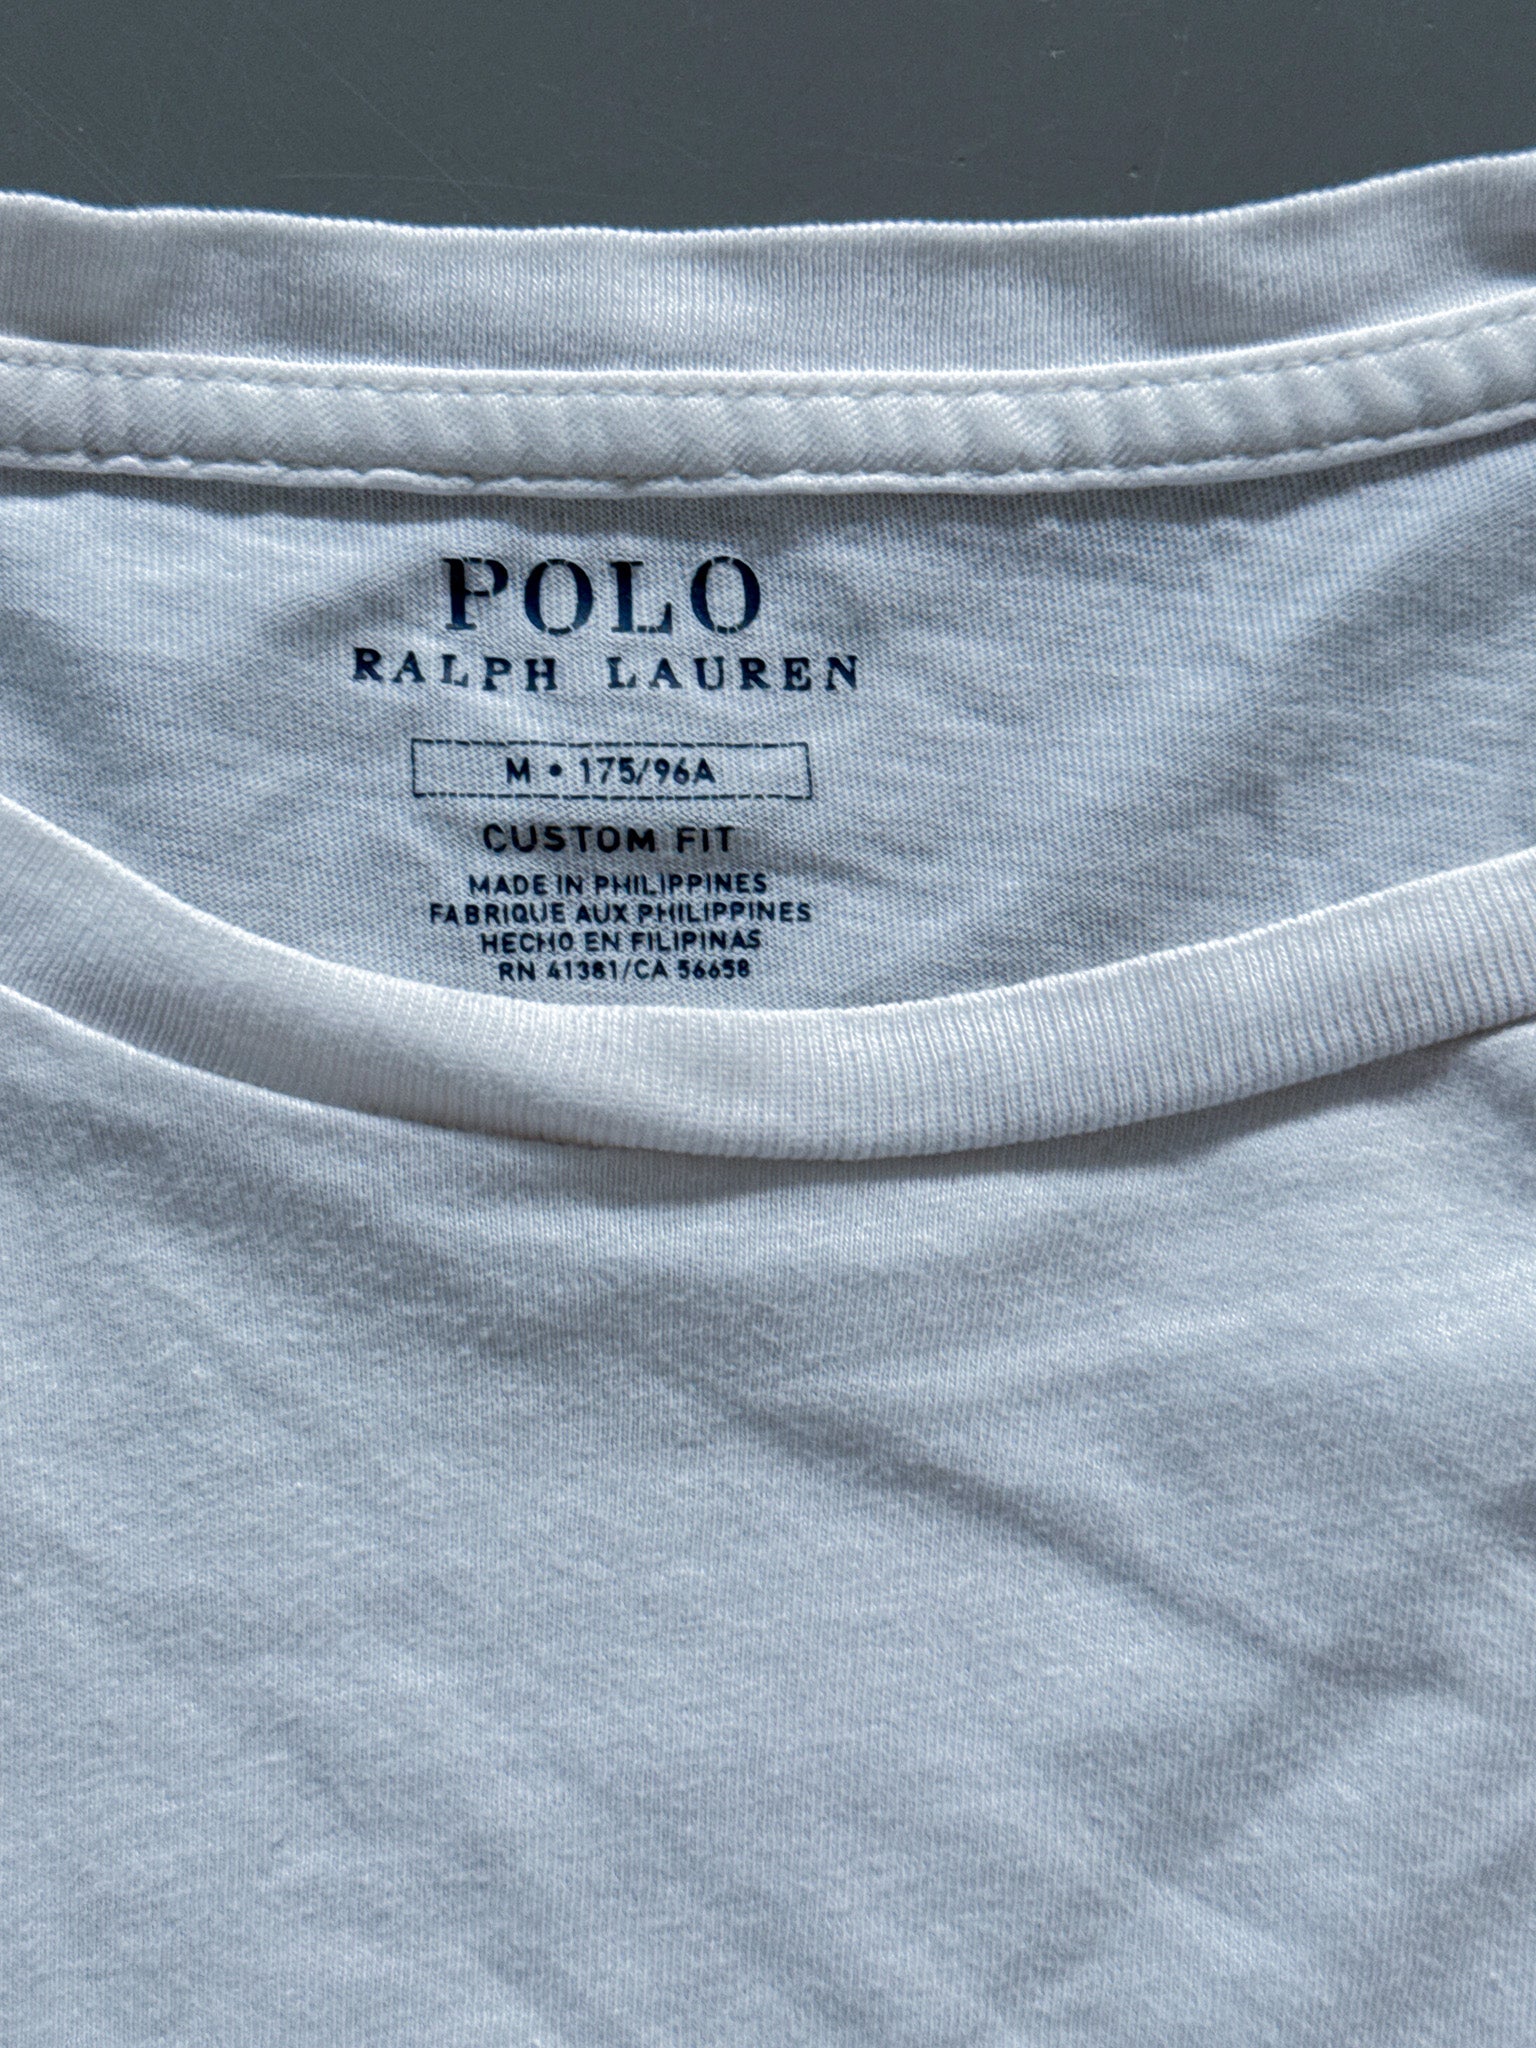 POLO
RALPH LAUREN
M • 175/96A
CUSTOM FIT
MADE IN PHILIPPINES
FABRIQUE AUX PHILIPPINES
HECHO EN FILIPINAS
RN 41381/CA 56658